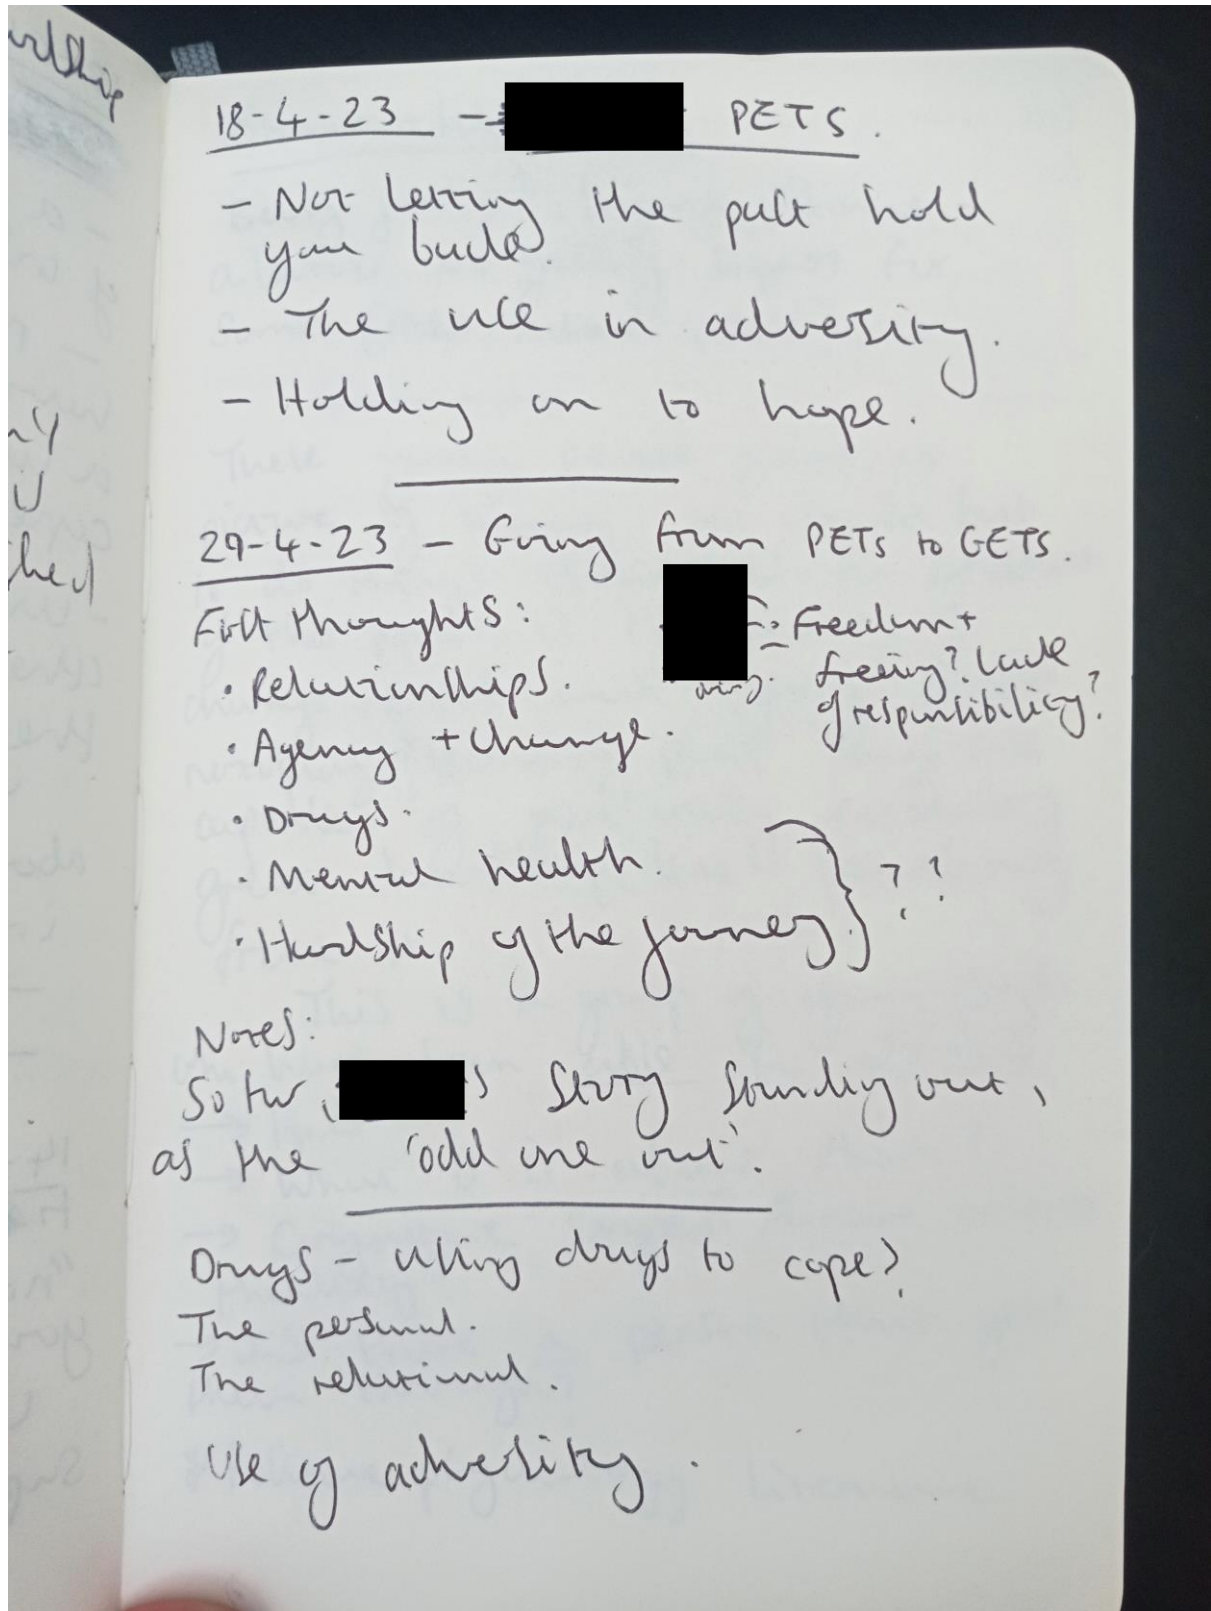 18-4-23 - PETS.
- Not letting the past hold
you back.
- The use in adversity.
- Holding on to hope.
29-4-23 - Going from PETs to GETS.
First thoughts:
• Relationships.
• Agency + change.
• Drugs.
• Mental health.
• Hardship of the journey. } ??
: Freedom +
freeing? Lack
of responsibility?
Notes:
So far, s story standing out,
as the 'odd one out'.
Drugs - using drugs to cope?
The personal.
The relational.
Use of adversity.